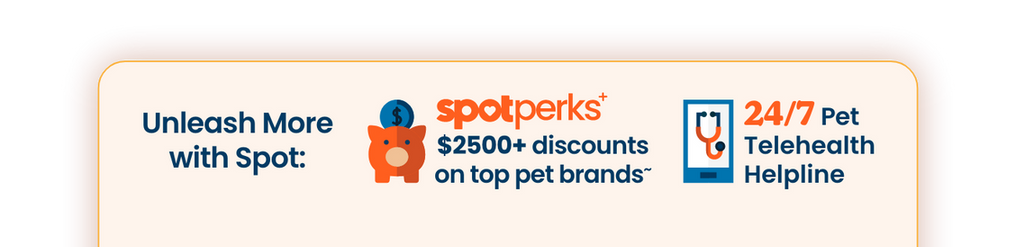 Unleash More
with Spot:
$
spotperks+
$2500+ discounts
on top pet brands~
24/7 Pet
Telehealth
Helpline